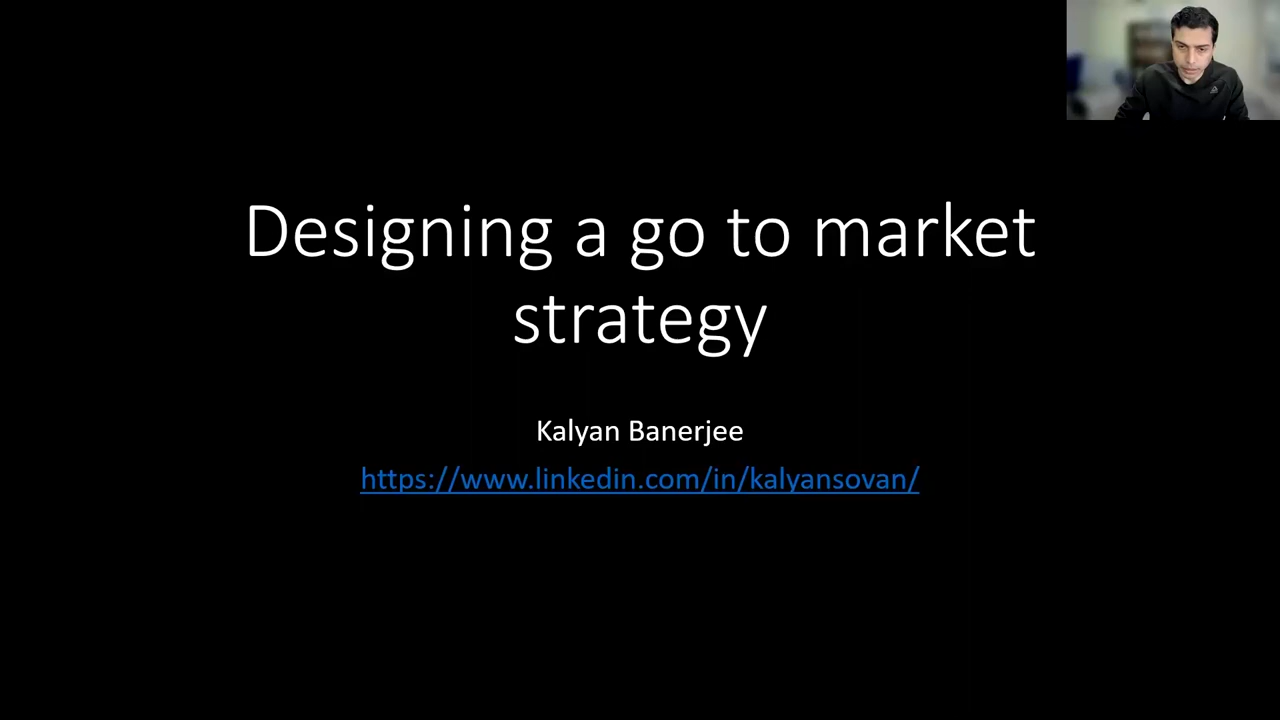 Designing a go to market
strategy
Kalyan Banerjee
https://www.linkedin.com/in/kalyansovan/